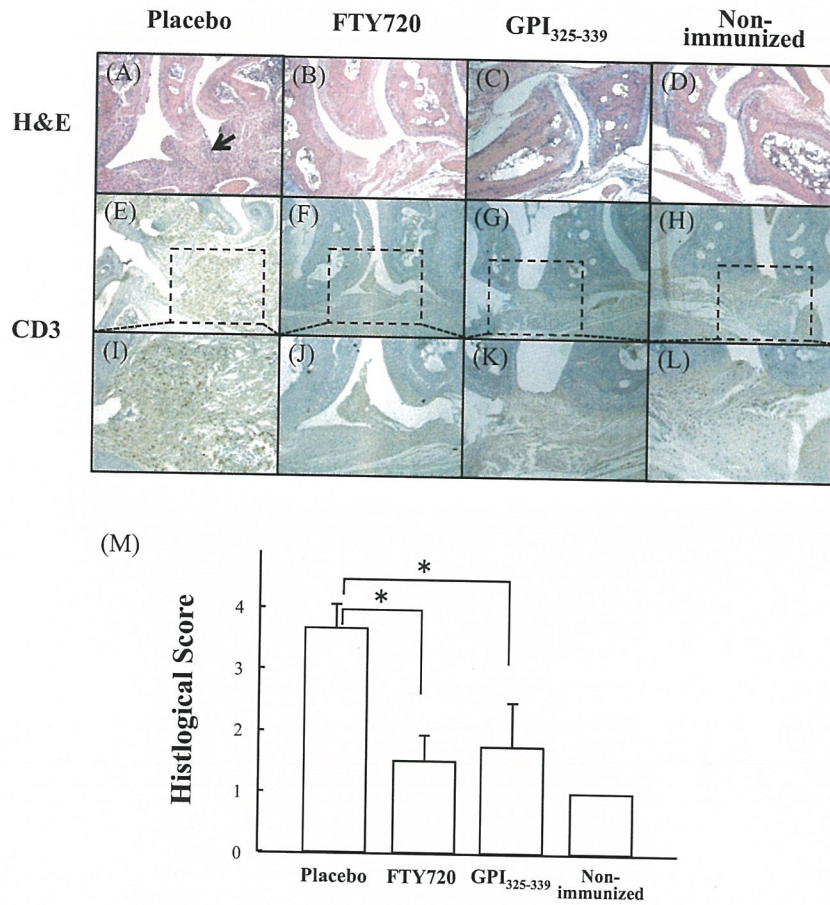 Placebo FTY720 GPI325-339 Non-immunized
H&E
(A) (B) (C) (D)
(E) (F) (G) (H)
CD3
(I) (J) (K) (L)
(M)
Histlogical Score
4
3
2
1
0
* *
Placebo FTY720 GPI325-339 Non-immunized